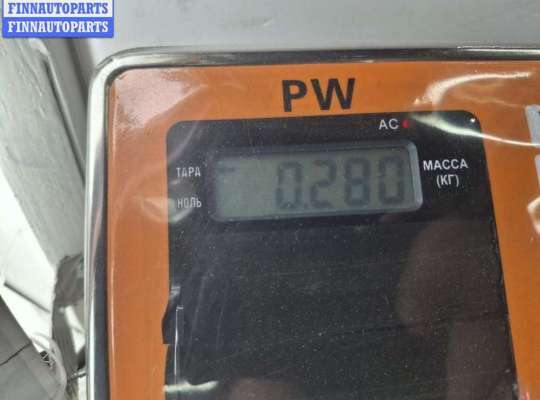 FINNAUTOPARTS
FINNAUTOPARTS
PW
AC
ТАРА
0.280
МАССА
(КГ)
НОЛЬ